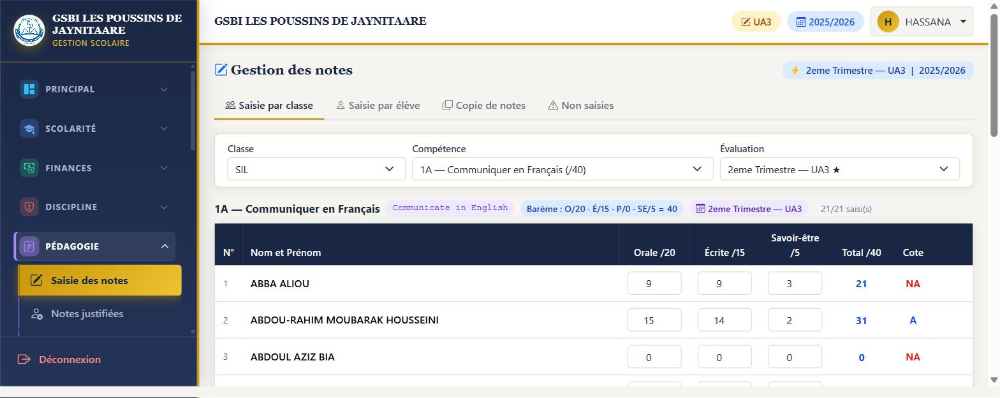 GSBI LES POUSSINS DE
JAYNITAARE
GESTION SCOLAIRE
PRINCIPAL
SCOLARITÉ
FINANCES
DISCIPLINE
PÉDAGOGIE
Saisie des notes
Notes justifiées
Déconnexion
GSBI LES POUSSINS DE JAYNITAARE
UA3
2025/2026
H HASSANA
Gestion des notes
2eme Trimestre — UA3 | 2025/2026
Saisie par classe
Saisie par élève
Copie de notes
Non saisies
Classe
SIL
Compétence
1A — Communiquer en Français (/40)
Évaluation
2eme Trimestre — UA3 ★
1A — Communiquer en Français
Communicate in English
Barème : O/20 · É/15 · P/0 · SE/5 = 40
2eme Trimestre — UA3
21/21 saisi(s)
N° Nom et Prénom Orale /20 Écrite /15 Savoir-être /5 Total /40 Cote
1 ABBA ALIOU 9 9 3 21 NA
2 ABDOU-RAHIM MOUBARAK HOUSSEINI 15 14 2 31 A
3 ABDOUL AZIZ BIA 0 0 0 0 NA